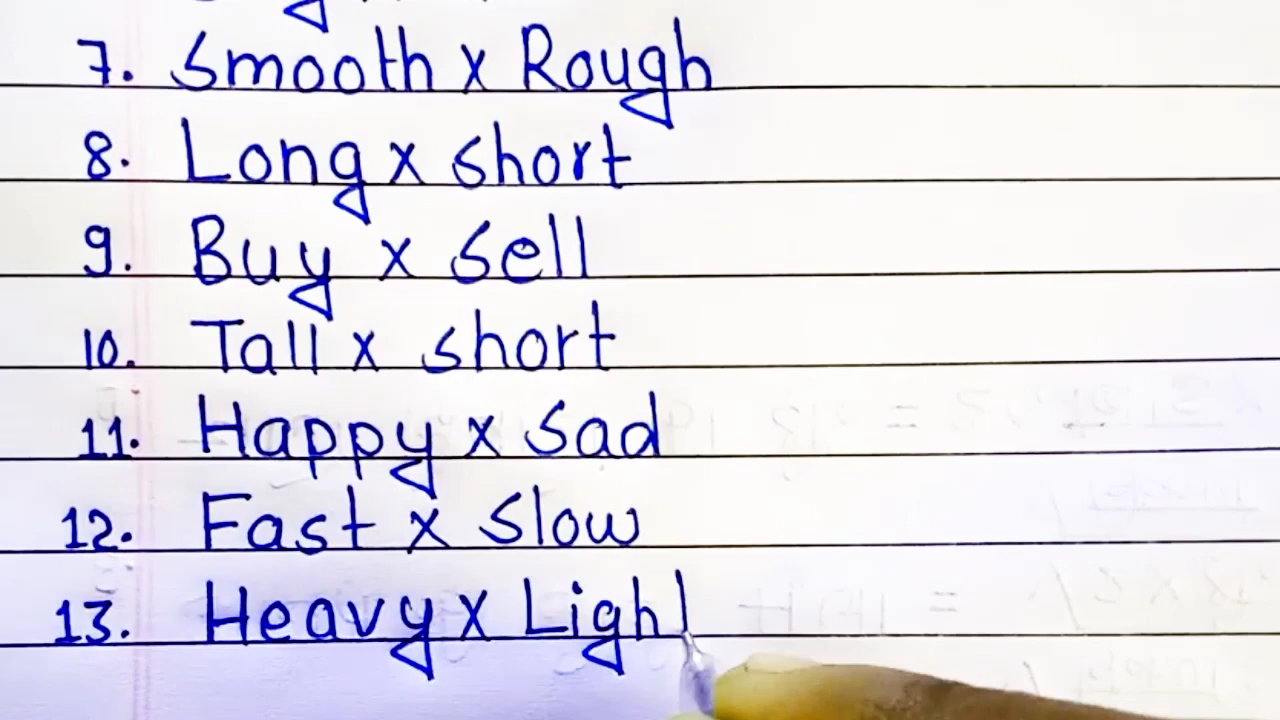 7. Smooth x Rough
8. Long x short
9. Buy x Sell
10. Tall x short
11. Happy x Sad
12. Fast x Slow
13. Heavy x Ligh